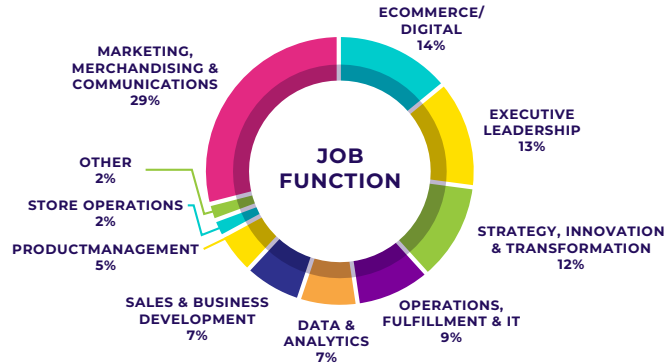 ECOMMERCE/
DIGITAL
14%
EXECUTIVE
LEADERSHIP
13%
STRATEGY, INNOVATION
& TRANSFORMATION
12%
OPERATIONS,
FULFILLMENT & IT
9%
DATA &
ANALYTICS
7%
SALES & BUSINESS
DEVELOPMENT
7%
PRODUCTMANAGEMENT
5%
STORE OPERATIONS
2%
OTHER
2%
MARKETING,
MERCHANDISING &
COMMUNICATIONS
29%
JOB
FUNCTION